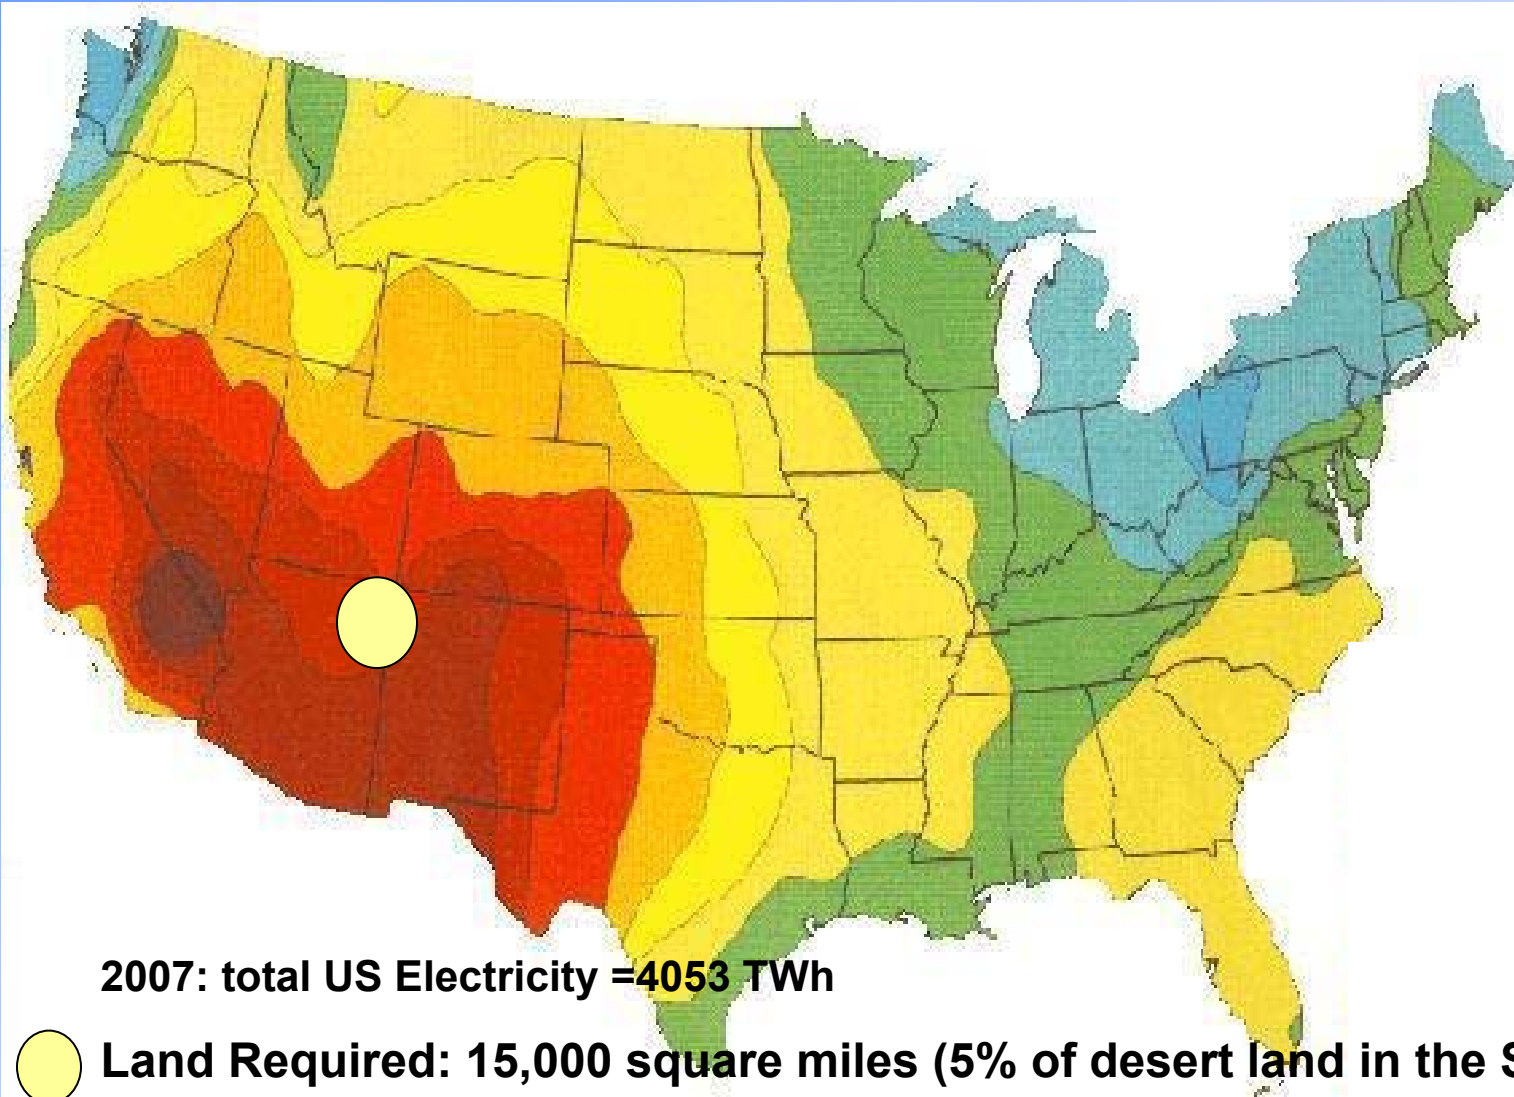 2007: total US Electricity =4053 TWh
Land Required: 15,000 square miles (5% of desert land in the S